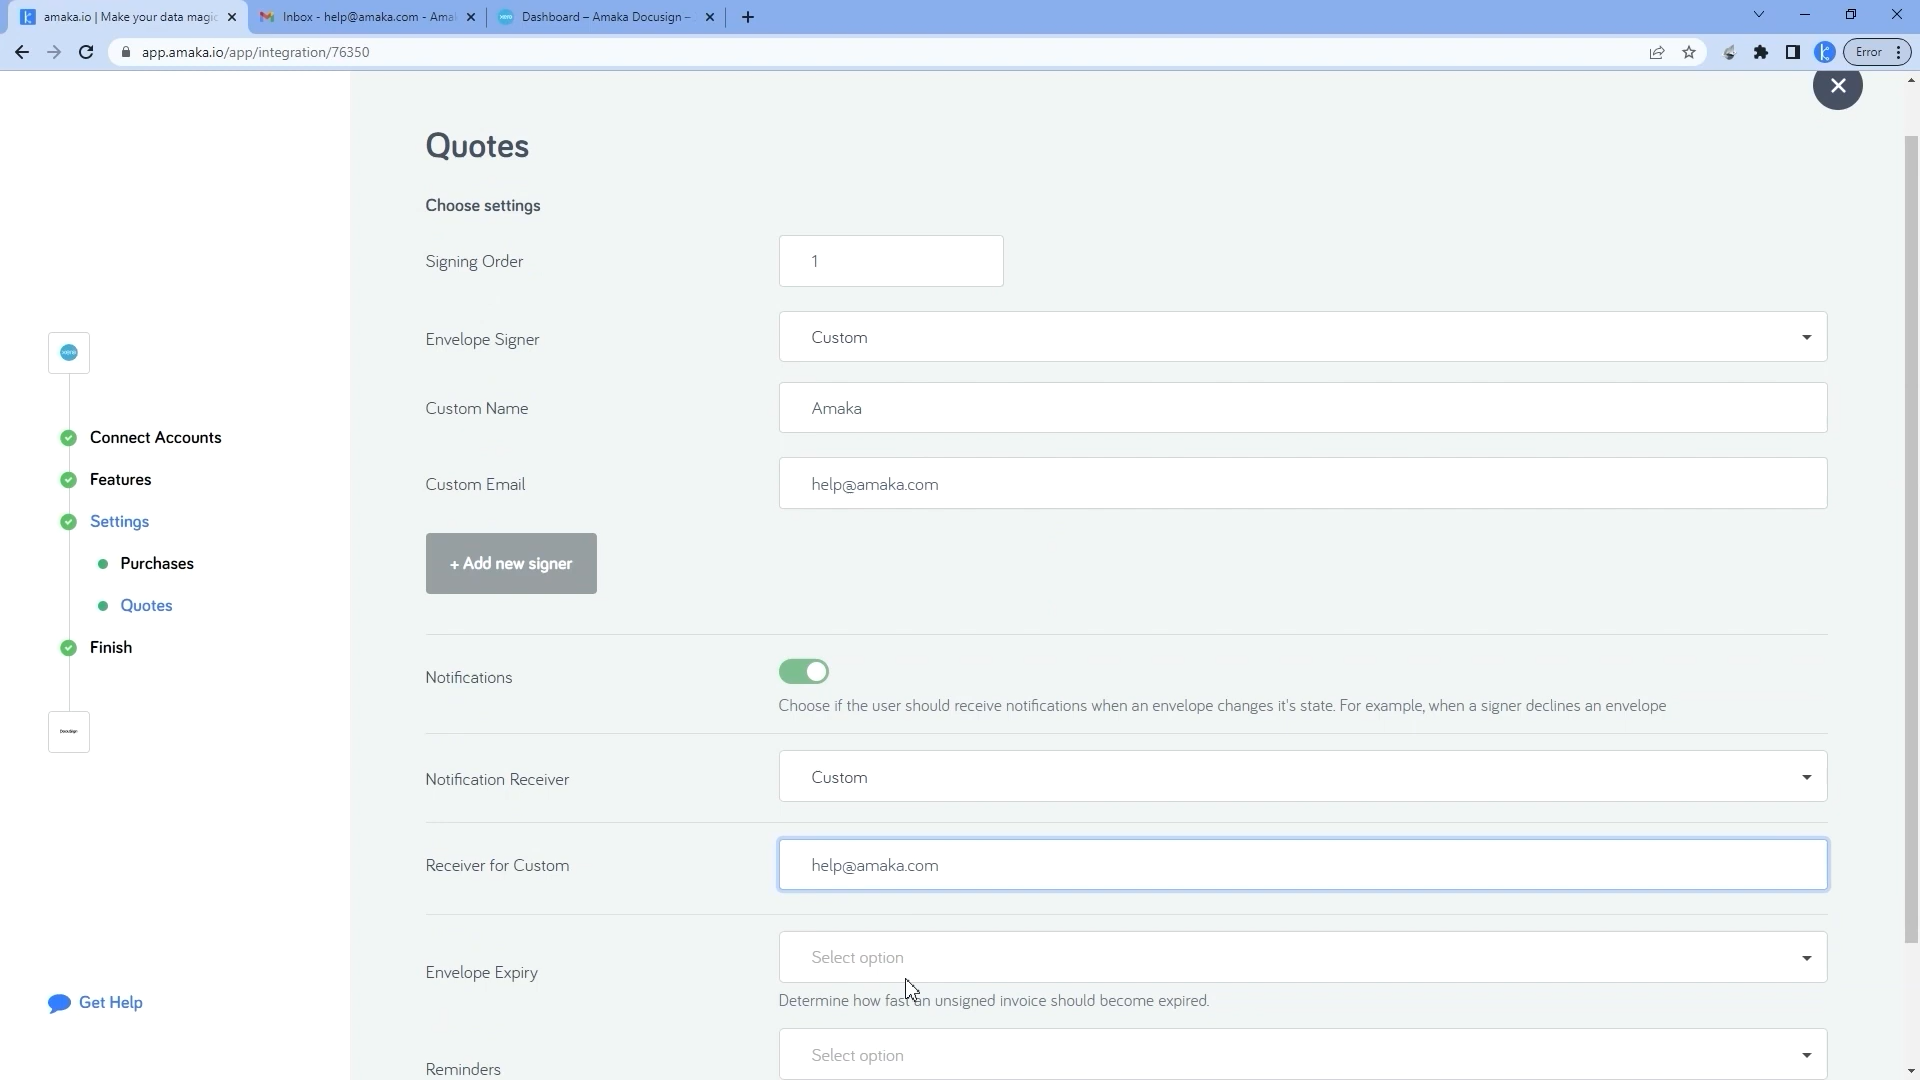 amaka.io | Make your data magic
Inbox - help@amaka.com - Amal
xero
Dashboard – Amaka Docusign –
app.amaka.io/app/integration/76350
Error
Quotes
Choose settings
Signing Order
1
Envelope Signer
Custom
Custom Name
Amaka
Custom Email
help@amaka.com
+ Add new signer
xero
Connect Accounts
Features
Settings
Purchases
Quotes
Finish
DocuSign
Get Help
Notifications
Choose if the user should receive notifications when an envelope changes it's state. For example, when a signer declines an envelope
Notification Receiver
Custom
Receiver for Custom
help@amaka.com
Envelope Expiry
Select option
Determine how fast an unsigned invoice should become expired.
Reminders
Select option